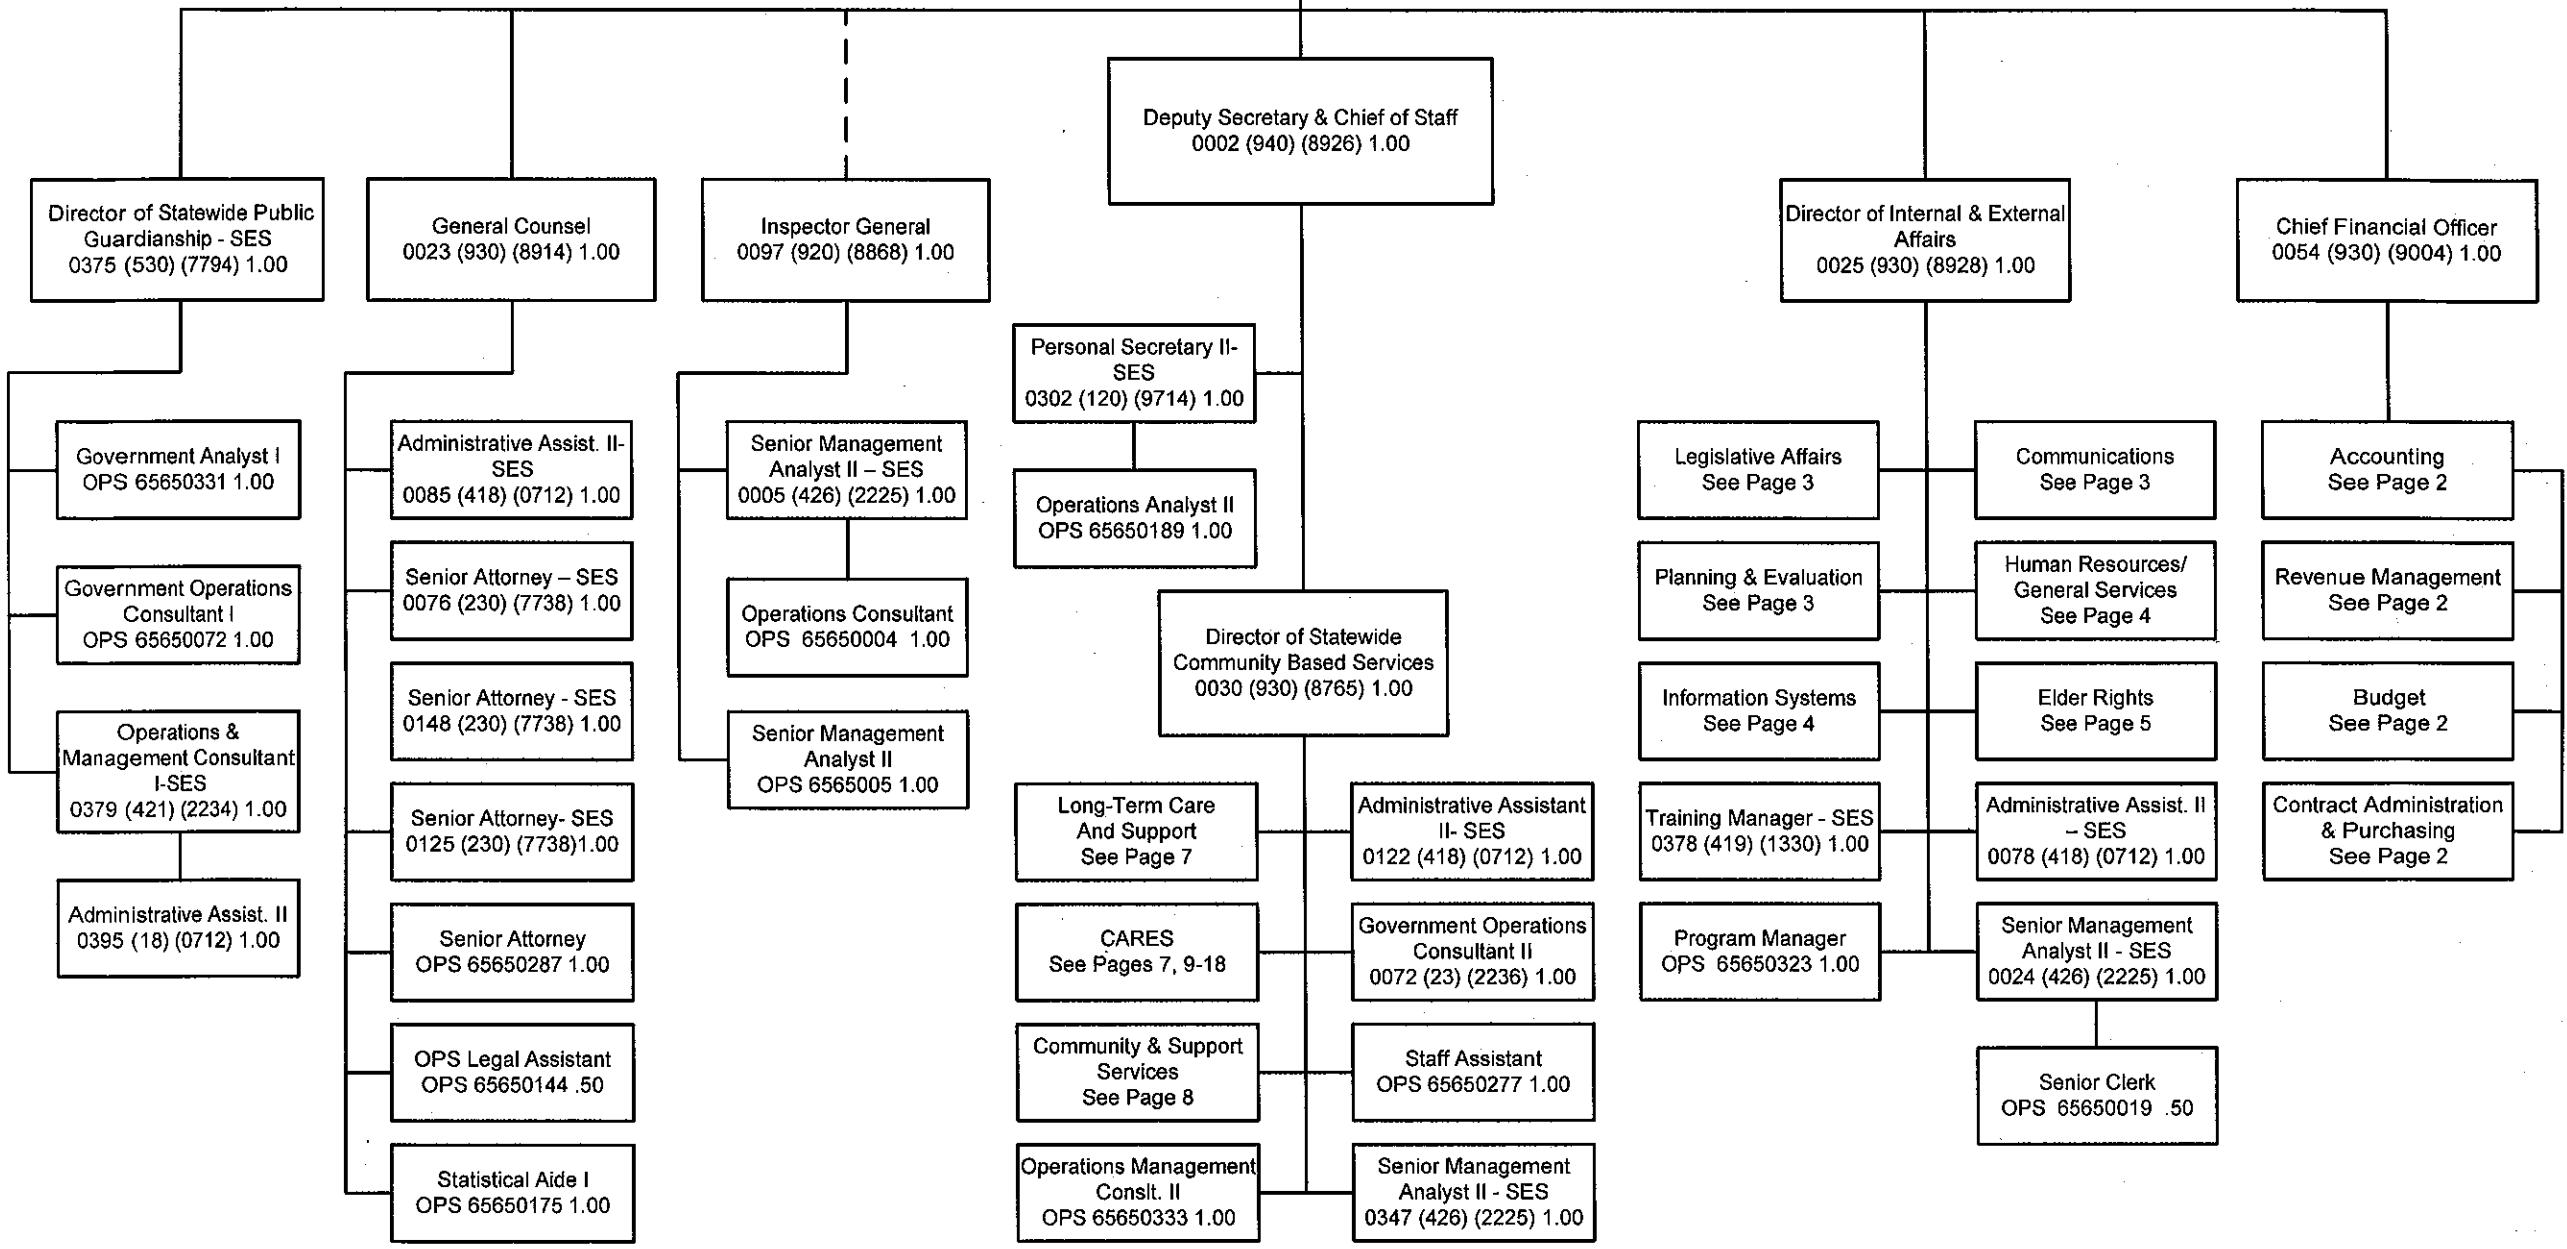 Deputy Secretary & Chief of Staff
0002 (940) (8926) 1.00
Director of Statewide Public
Guardianship - SES
0375 (530) (7794) 1.00
General Counsel
0023 (930) (8914) 1.00
Inspector General
0097 (920) (8868) 1.00
Director of Internal & External
Affairs
0025 (930) (8928) 1.00
Chief Financial Officer
0054 (930) (9004) 1.00
Government Analyst I
OPS 65650331 1.00
Government Operations
Consultant I
OPS 65650072 1.00
Operations &
Management Consultant
I-SES
0379 (421) (2234) 1.00
Administrative Assist. II
0395 (18) (0712) 1.00
Administrative Assist. II-
SES
0085 (418) (0712) 1.00
Senior Attorney – SES
0076 (230) (7738) 1.00
Senior Attorney - SES
0148 (230) (7738) 1.00
Senior Attorney- SES
0125 (230) (7738)1.00
Senior Attorney
OPS 65650287 1.00
OPS Legal Assistant
OPS 65650144 .50
Statistical Aide I
OPS 65650175 1.00
Senior Management
Analyst II – SES
0005 (426) (2225) 1.00
Operations Consultant
OPS 65650004 1.00
Senior Management
Analyst II
OPS 6565005 1.00
Personal Secretary II-
SES
0302 (120) (9714) 1.00
Operations Analyst II
OPS 65650189 1.00
Director of Statewide
Community Based Services
0030 (930) (8765) 1.00
Long-Term Care
And Support
See Page 7
Administrative Assistant
II- SES
0122 (418) (0712) 1.00
CARES
See Pages 7, 9-18
Government Operations
Consultant II
0072 (23) (2236) 1.00
Community & Support
Services
See Page 8
Staff Assistant
OPS 65650277 1.00
Operations Management
Conslt. II
OPS 65650333 1.00
Senior Management
Analyst II - SES
0347 (426) (2225) 1.00
Legislative Affairs
See Page 3
Communications
See Page 3
Planning & Evaluation
See Page 3
Human Resources/
General Services
See Page 4
Information Systems
See Page 4
Elder Rights
See Page 5
Training Manager - SES
0378 (419) (1330) 1.00
Administrative Assist. II
– SES
0078 (418) (0712) 1.00
Program Manager
OPS 65650323 1.00
Senior Management
Analyst II - SES
0024 (426) (2225) 1.00
Senior Clerk
OPS 65650019 .50
Accounting
See Page 2
Revenue Management
See Page 2
Budget
See Page 2
Contract Administration
& Purchasing
See Page 2